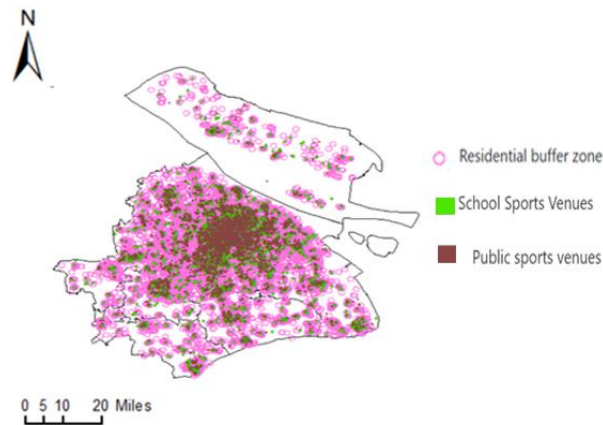 N
Residential buffer zone
School Sports Venues
Public sports venues
0 5 10 20 Miles